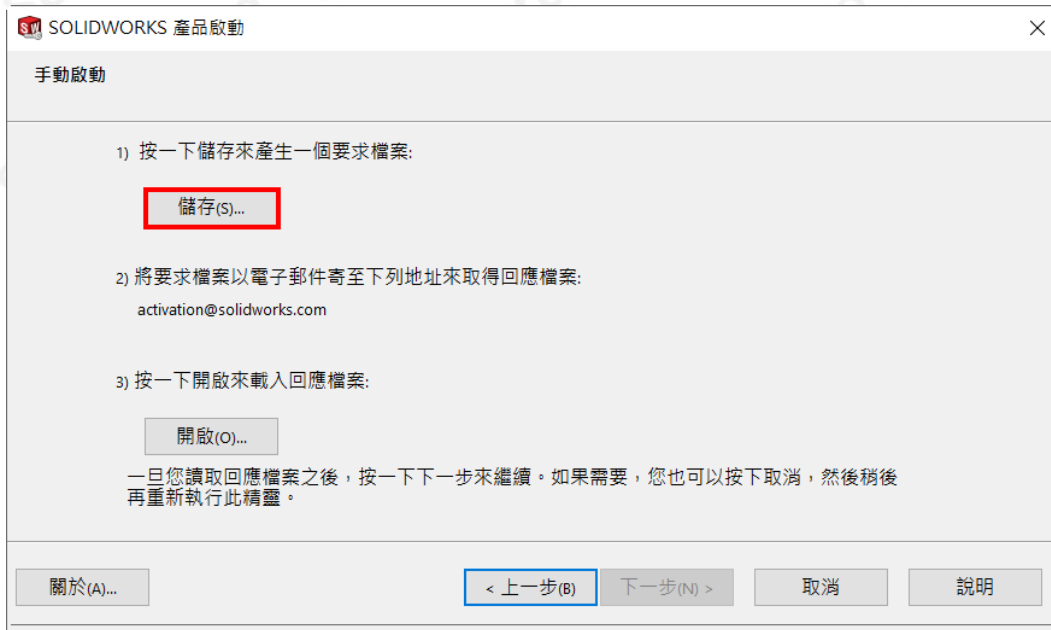 SOLIDWORKS 產品啟動
手動啟動
1) 按一下儲存來產生一個要求檔案:
儲存(S)...
2) 將要求檔案以電子郵件寄至下列地址來取得回應檔案:
activation@solidworks.com
3) 按一下開啟來載入回應檔案:
開啟(O)...
一旦您讀取回應檔案之後，按一下下一步來繼續。如果需要，您也可以按下取消，然後稍後
再重新執行此精靈。
關於(A)... < 上一步(B) 下一步(N) > 取消 說明